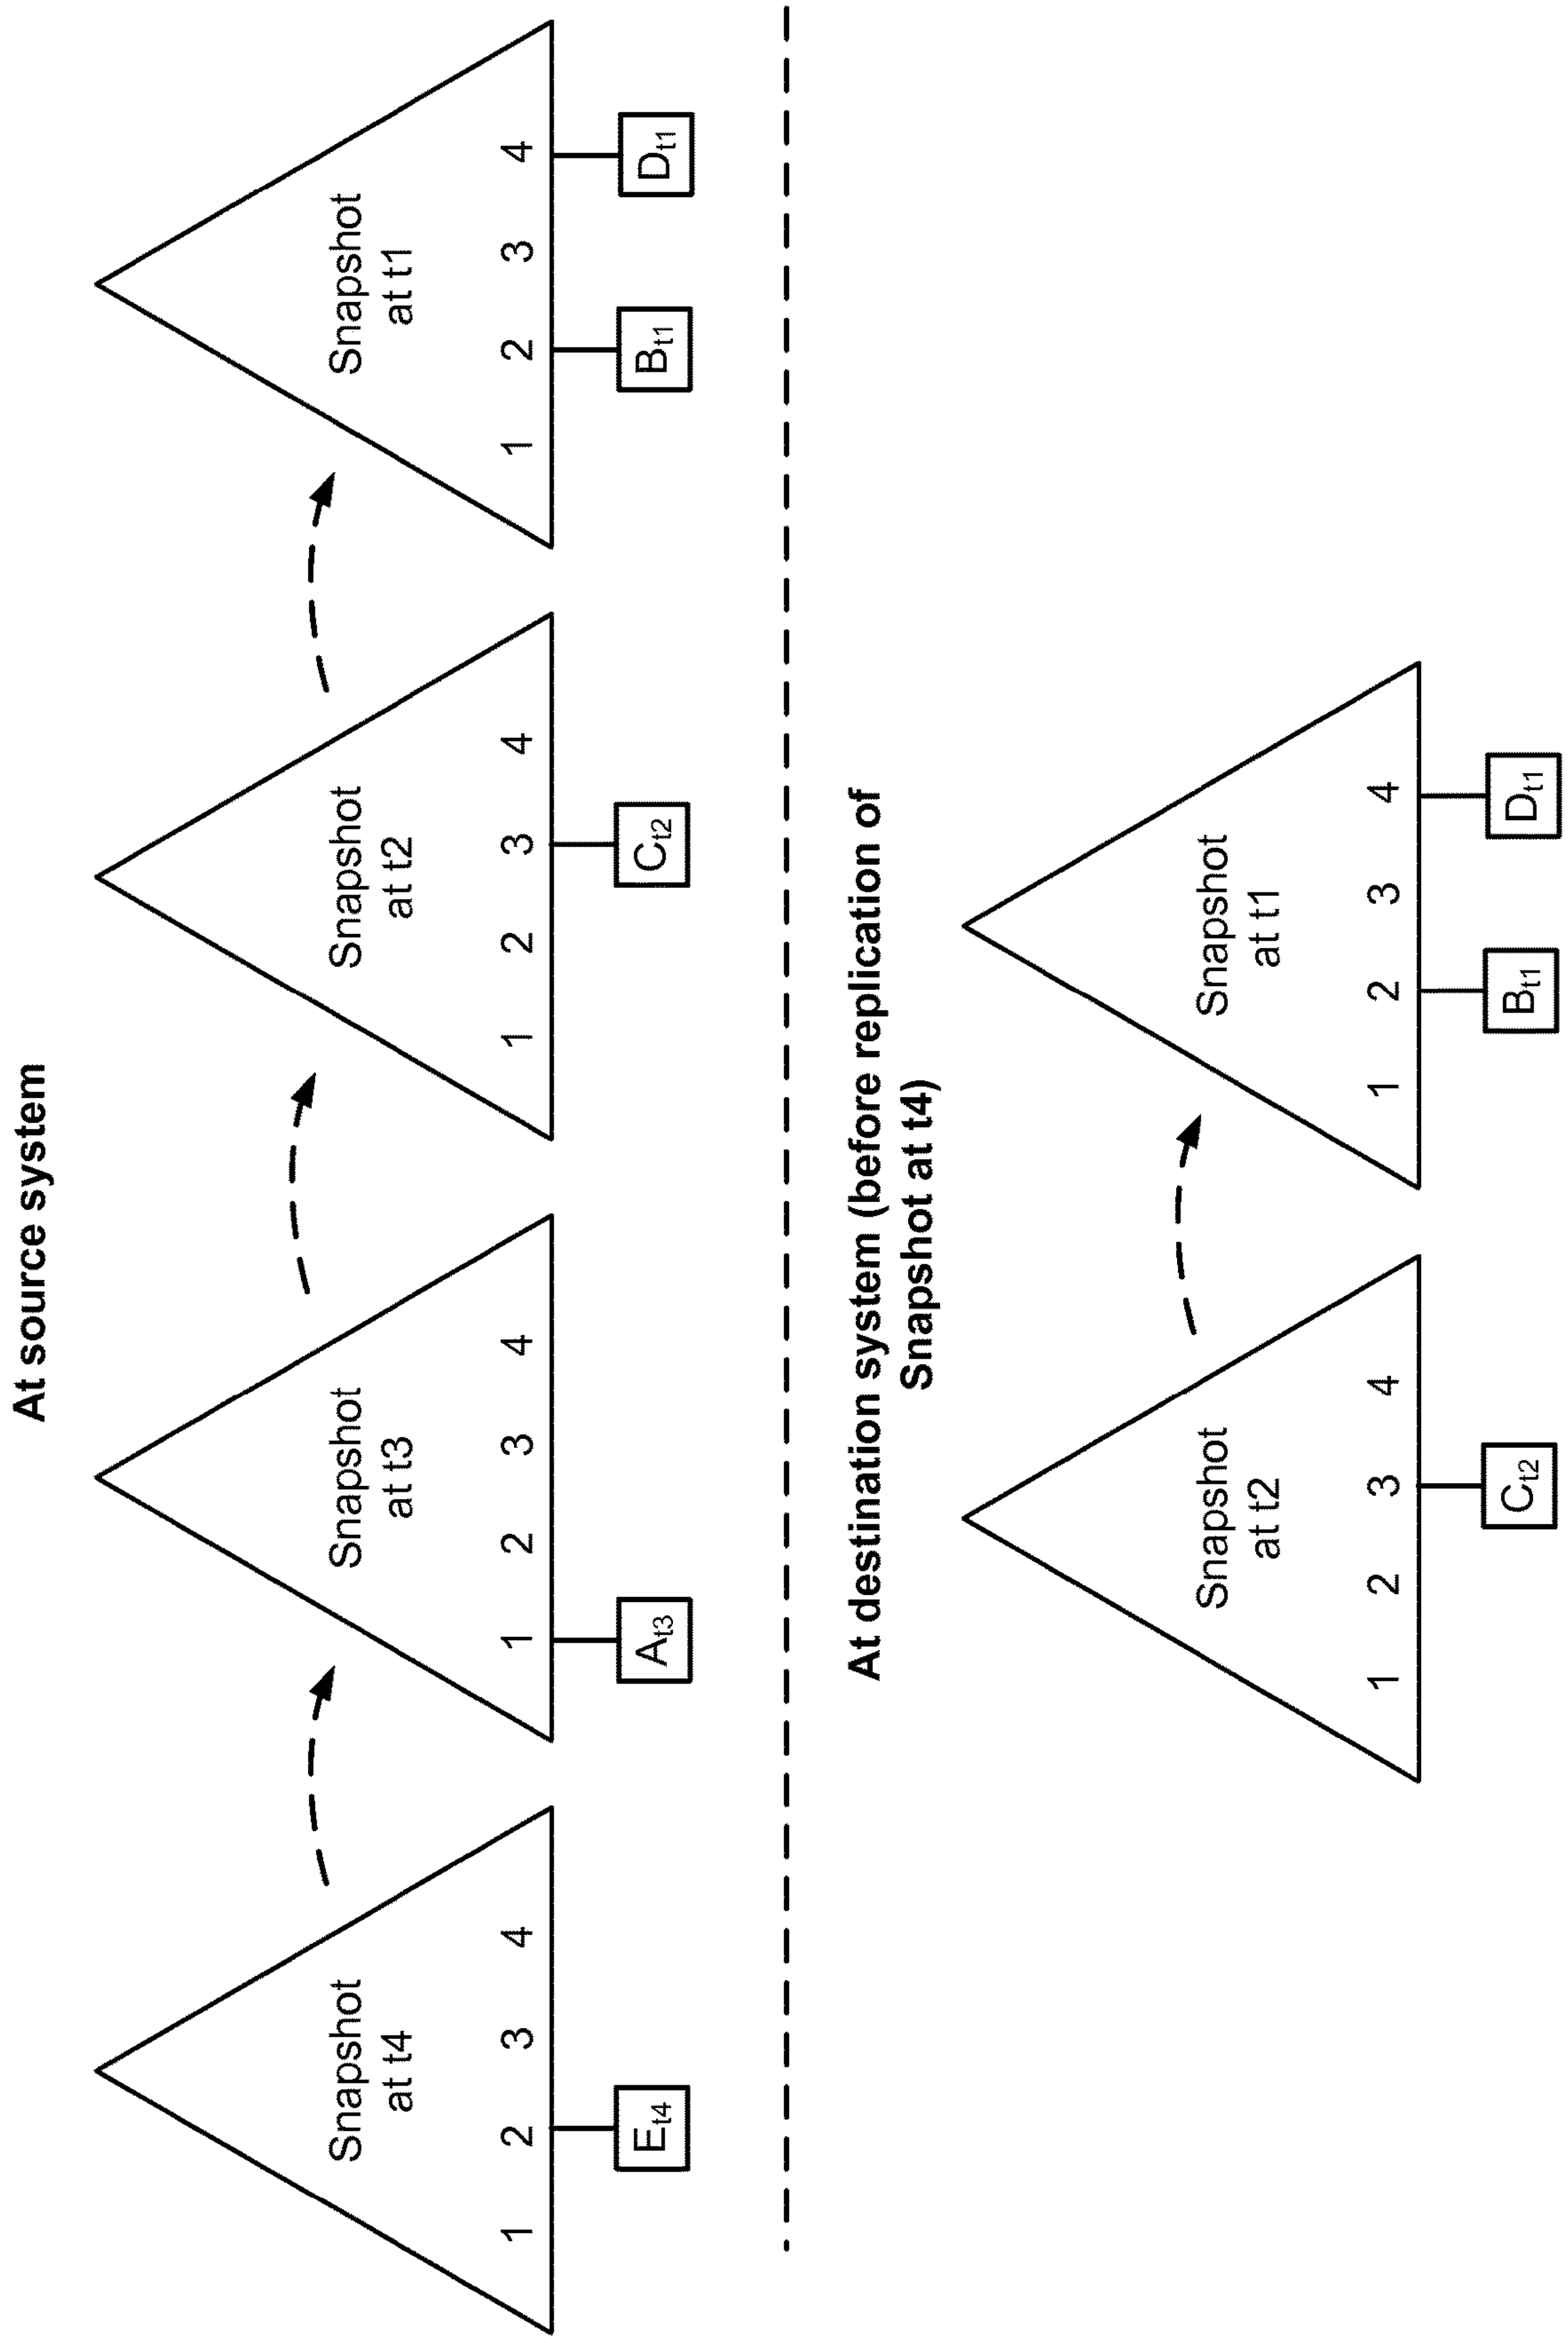 At source system
Snapshot
at t4
1 2 3 4
Et4
Snapshot
at t3
1 2 3 4
At3
Snapshot
at t2
1 2 3 4
Ct2
Snapshot
at t1
1 2 3 4
Bt1
Dt1
At destination system (before replication of
Snapshot at t4)
Snapshot
at t2
1 2 3 4
Ct2
Snapshot
at t1
1 2 3 4
Bt1
Dt1